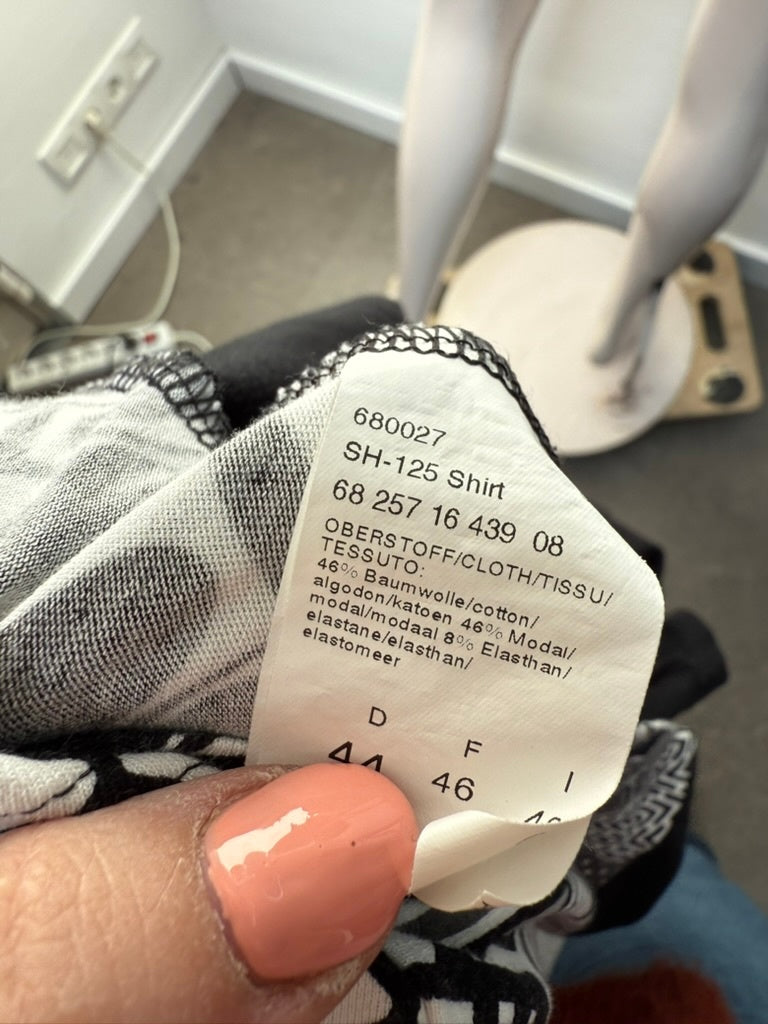 680027
SH-125 Shirt
68 257 16 439 08
OBERSTOFF/CLOTH/TISSU/
TESSUTO:
46% Baumwolle/cotton/
algodon/katoen 46% Modal/
modal/modaal 8% Elasthan/
elastane/elasthan/
elastomeer
D F I
44 46